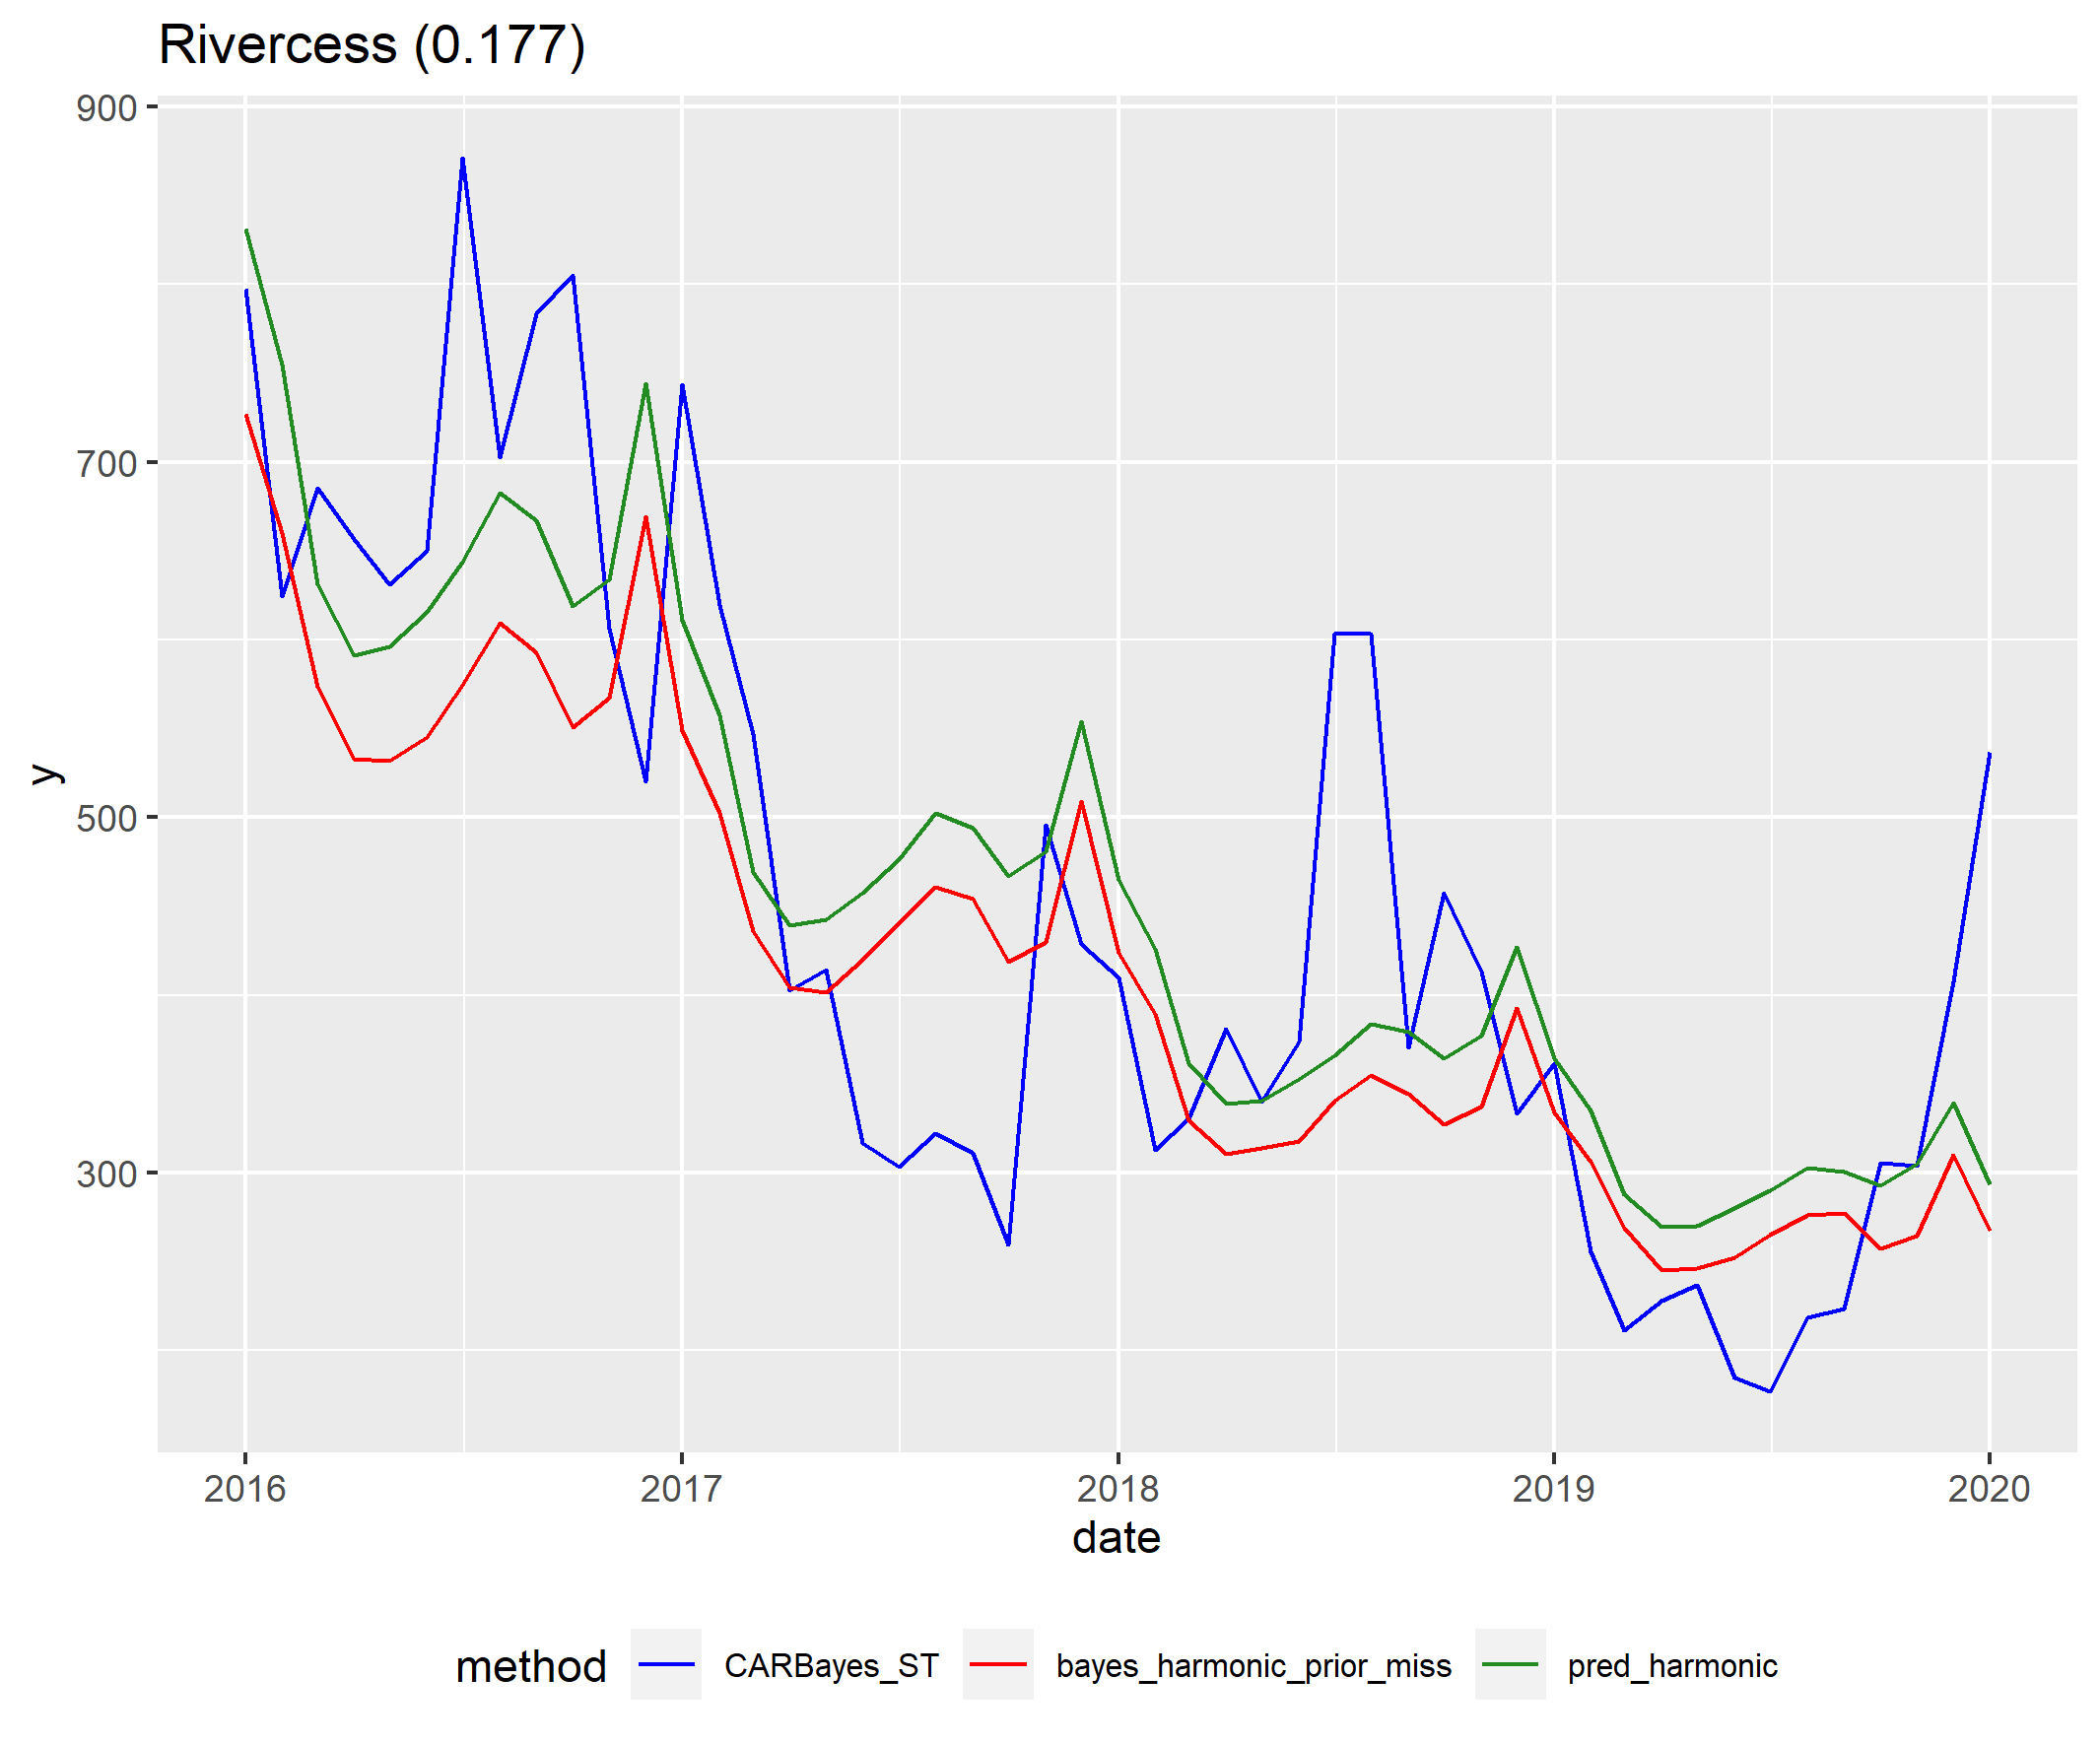 Rivercess (0.177)
900
700
500
300
y
2016 2017 2018 2019 2020
date
method CARBayes_ST bayes_harmonic_prior_miss pred_harmonic